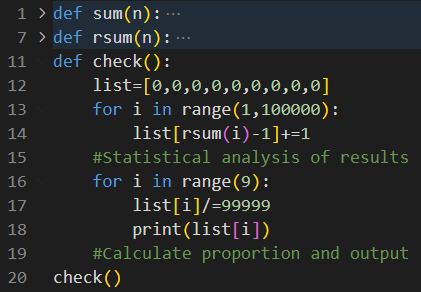 1 > def sum(n): ···
7 > def rsum(n): ···
11 def check():
12     list=[0,0,0,0,0,0,0,0,0]
13     for i in range(1,100000):
14         list[rsum(i)-1]+=1
15     #Statistical analysis of results
16     for i in range(9):
17         list[i]/=99999
18         print(list[i])
19     #Calculate proportion and output
20 check()